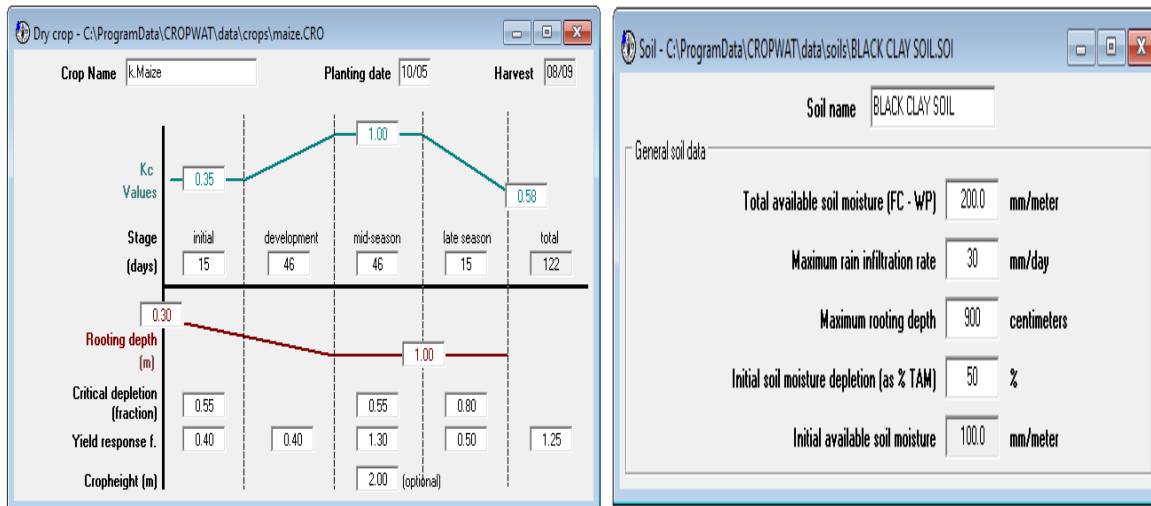 Dry crop - C:\ProgramData\CROPWAT\data\crops\maize.CRO
Crop Name k.Maize Planting date 10/05 Harvest 08/09
1.00
Kc
Values
0.35
0.58
Stage initial development mid-season late season total
(days) 15 46 46 15 122
0.30
Rooting depth
(m)
1.00
Critical depletion
(fraction) 0.55 0.55 0.80
Yield response f. 0.40 0.40 1.30 0.50 1.25
Cropheight (m) 2.00 (optional)
Soil - C:\ProgramData\CROPWAT\data\soils\BLACK CLAY SOIL.SOI
Soil name BLACK CLAY SOIL
General soil data
Total available soil moisture (FC - WP) 200.0 mm/meter
Maximum rain infiltration rate 30 mm/day
Maximum rooting depth 900 centimeters
Initial soil moisture depletion (as % TAM) 50 %
Initial available soil moisture 100.0 mm/meter